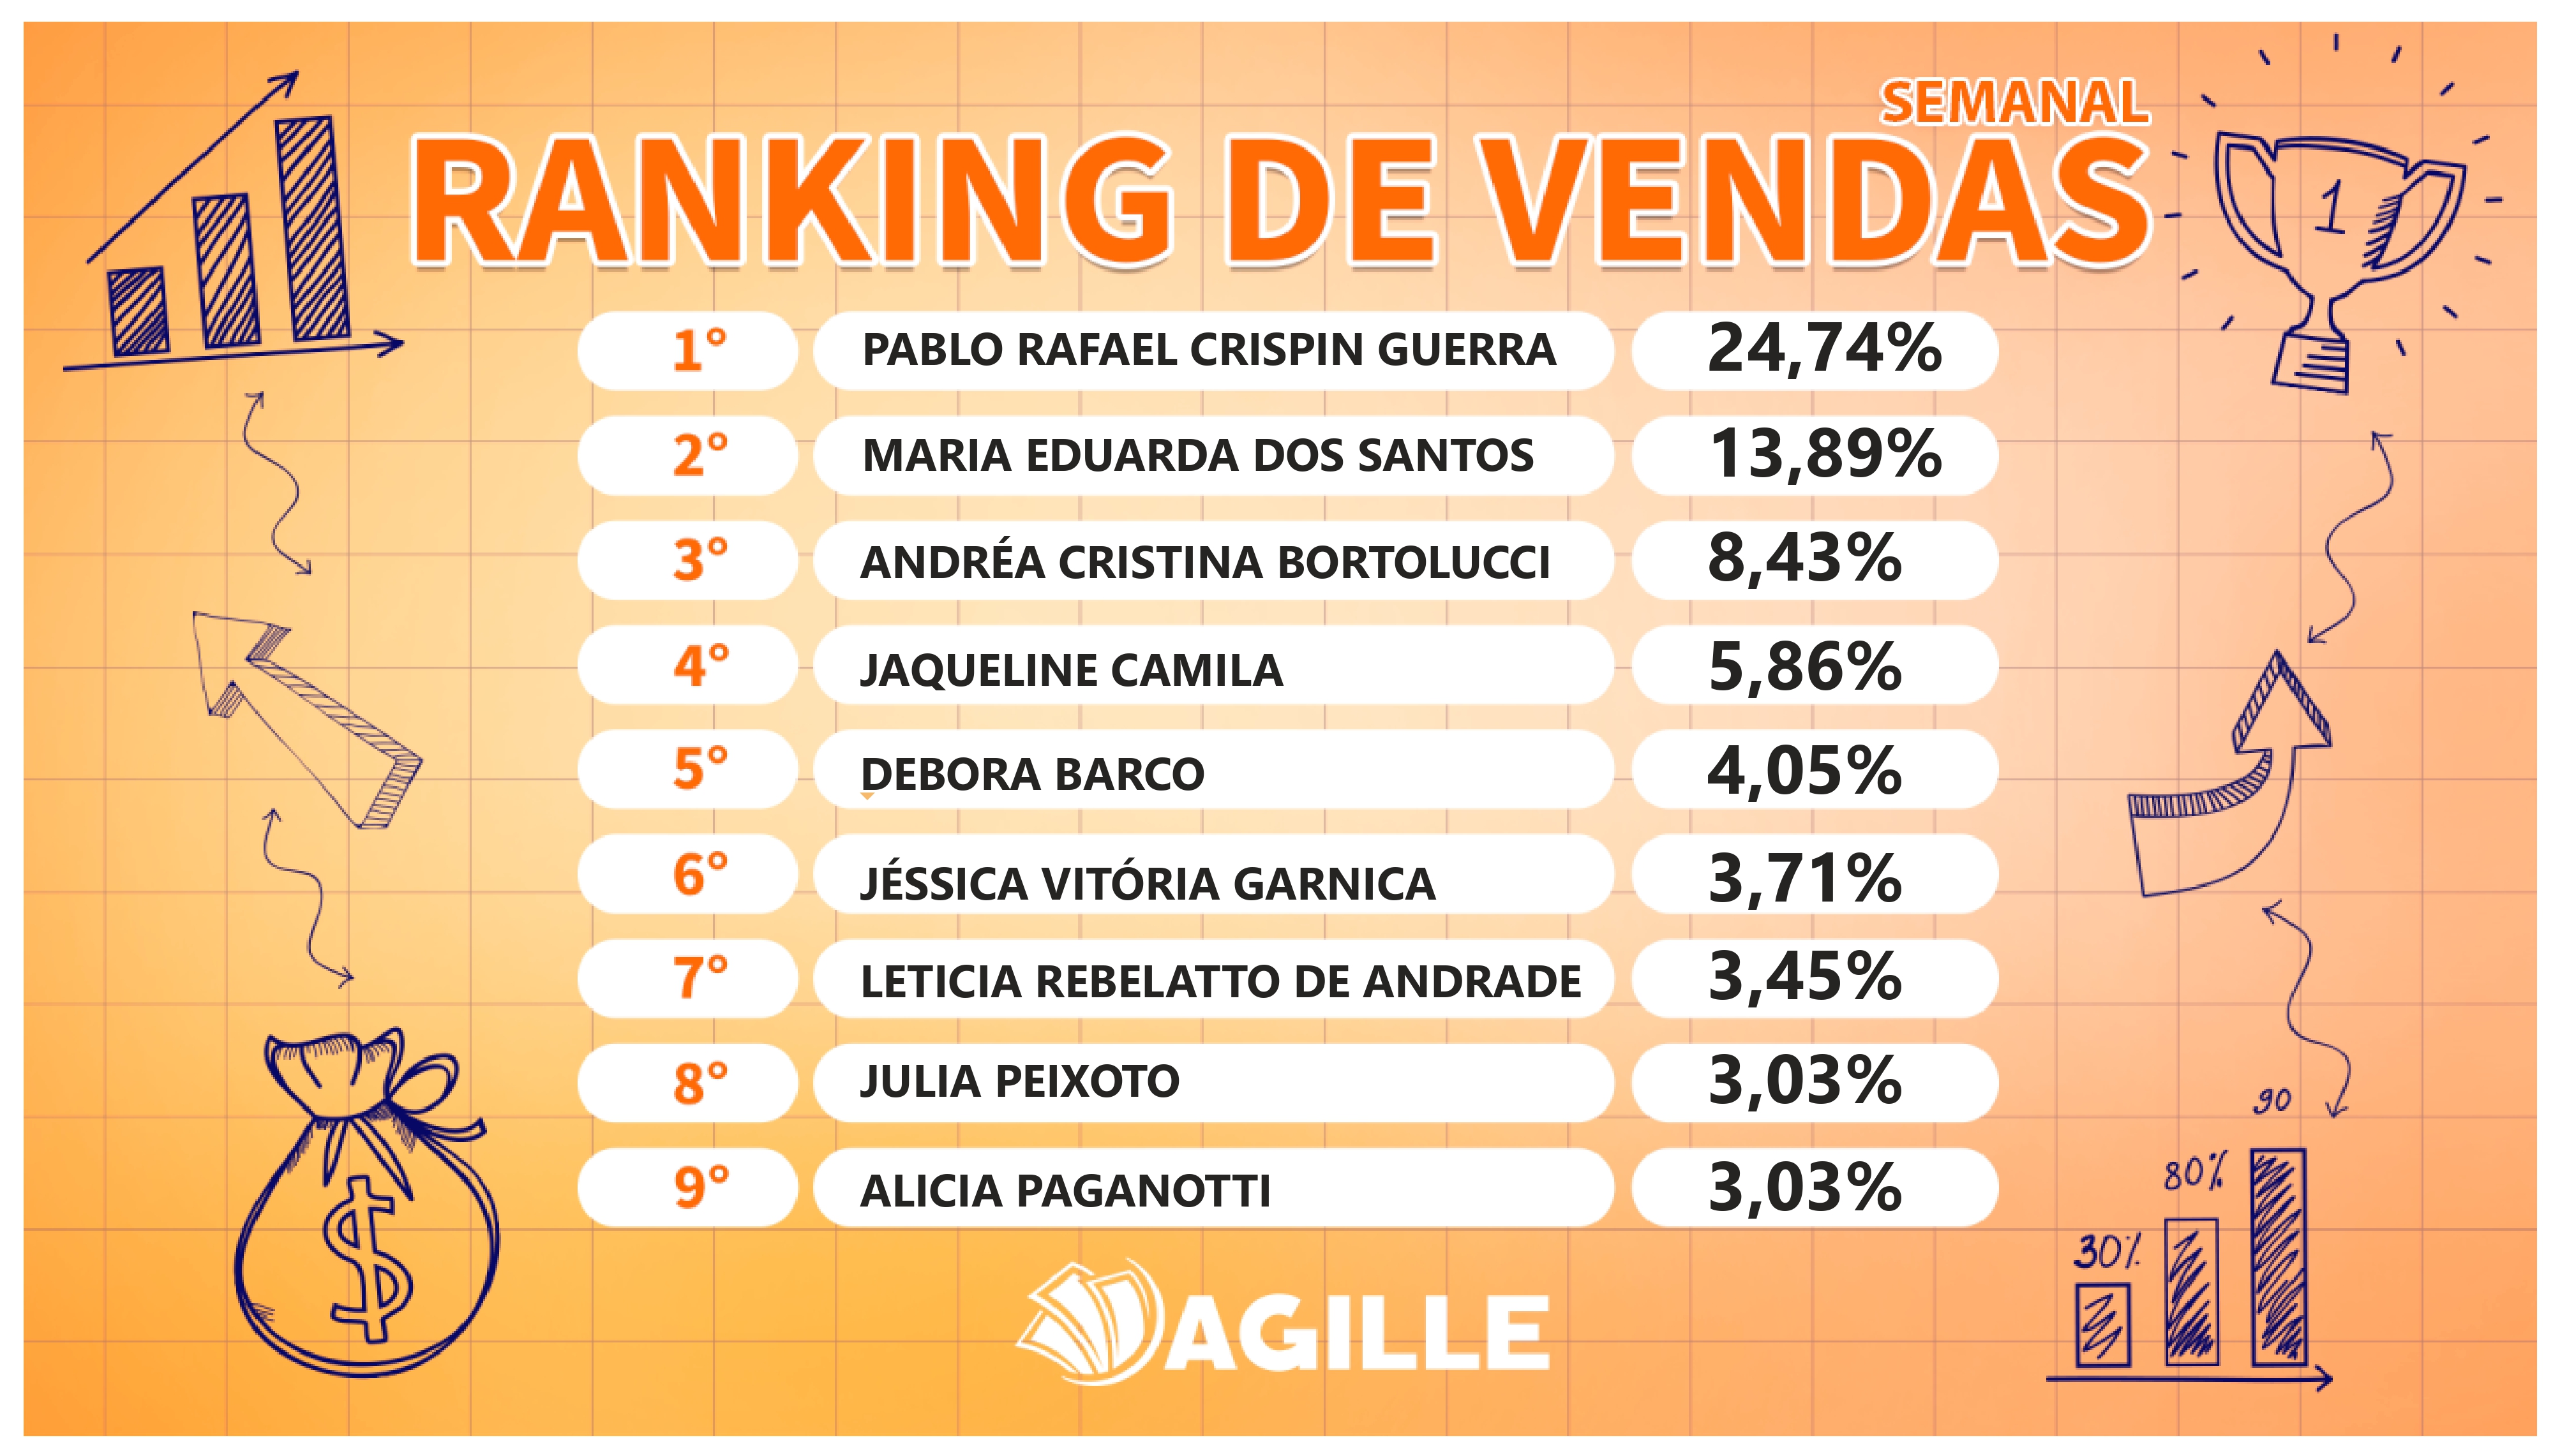 SEMANAL
RANKING DE VENDAS
1
1° PABLO RAFAEL CRISPIN GUERRA 24,74%
2° MARIA EDUARDA DOS SANTOS 13,89%
3° ANDRÉA CRISTINA BORTOLUCCI 8,43%
4° JAQUELINE CAMILA 5,86%
5° DEBORA BARCO 4,05%
6° JÉSSICA VITÓRIA GARNICA 3,71%
7° LETICIA REBELATTO DE ANDRADE 3,45%
8° JULIA PEIXOTO 3,03%
9° ALICIA PAGANOTTI 3,03%
90
80%
30%
$
AGILLE